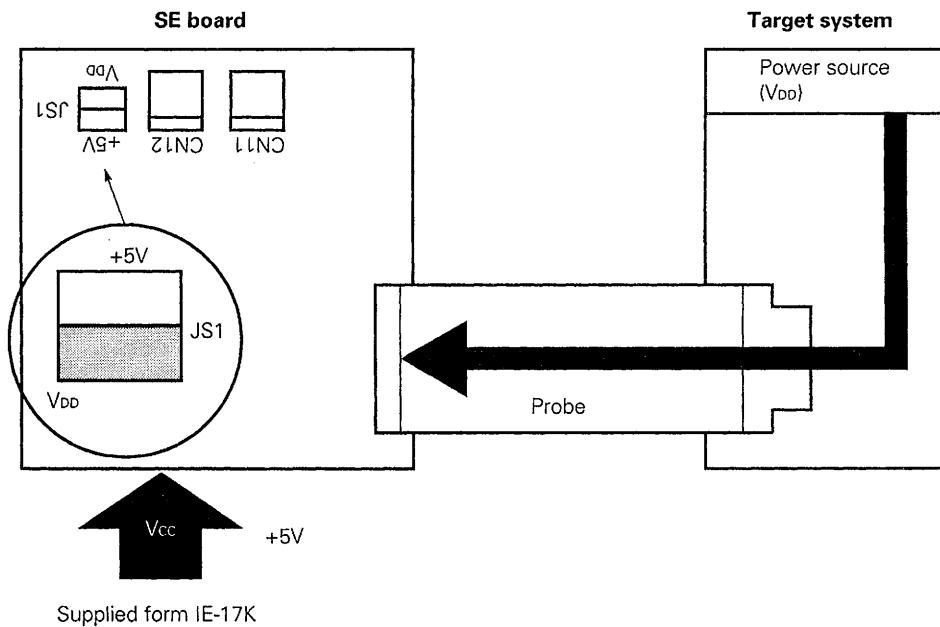 SE board
Target system
VDD
JS1
+5V
CN12
CN11
Power source
(VDD)
+5V
JS1
VDD
Probe
Vcc
+5V
Supplied form IE-17K